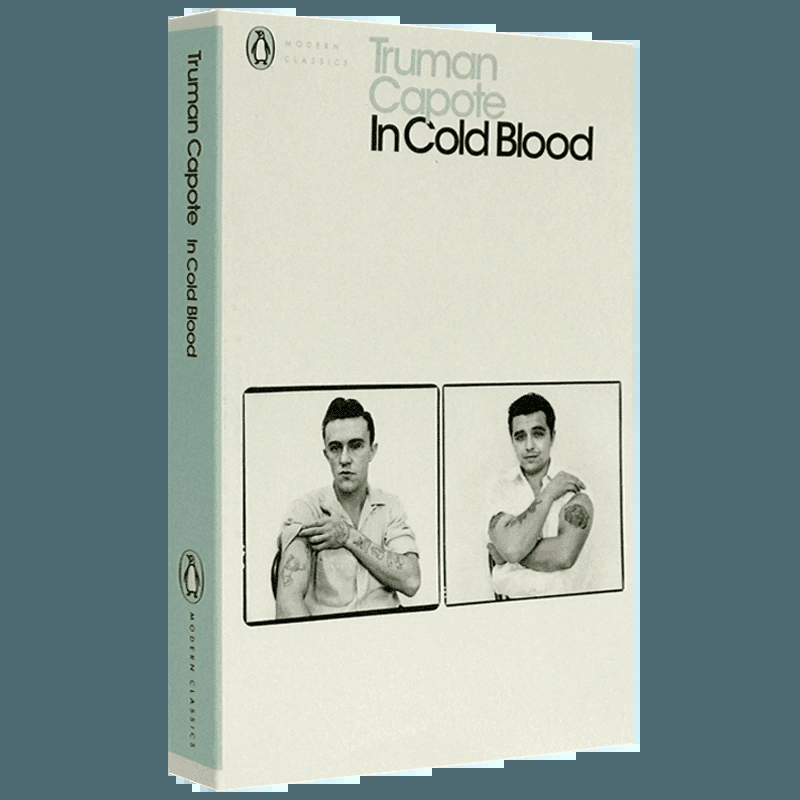 MODERN
CLASSICS
Truman
Capote
In Cold Blood
Truman Capote In Cold Blood
MODERN CLASSICS